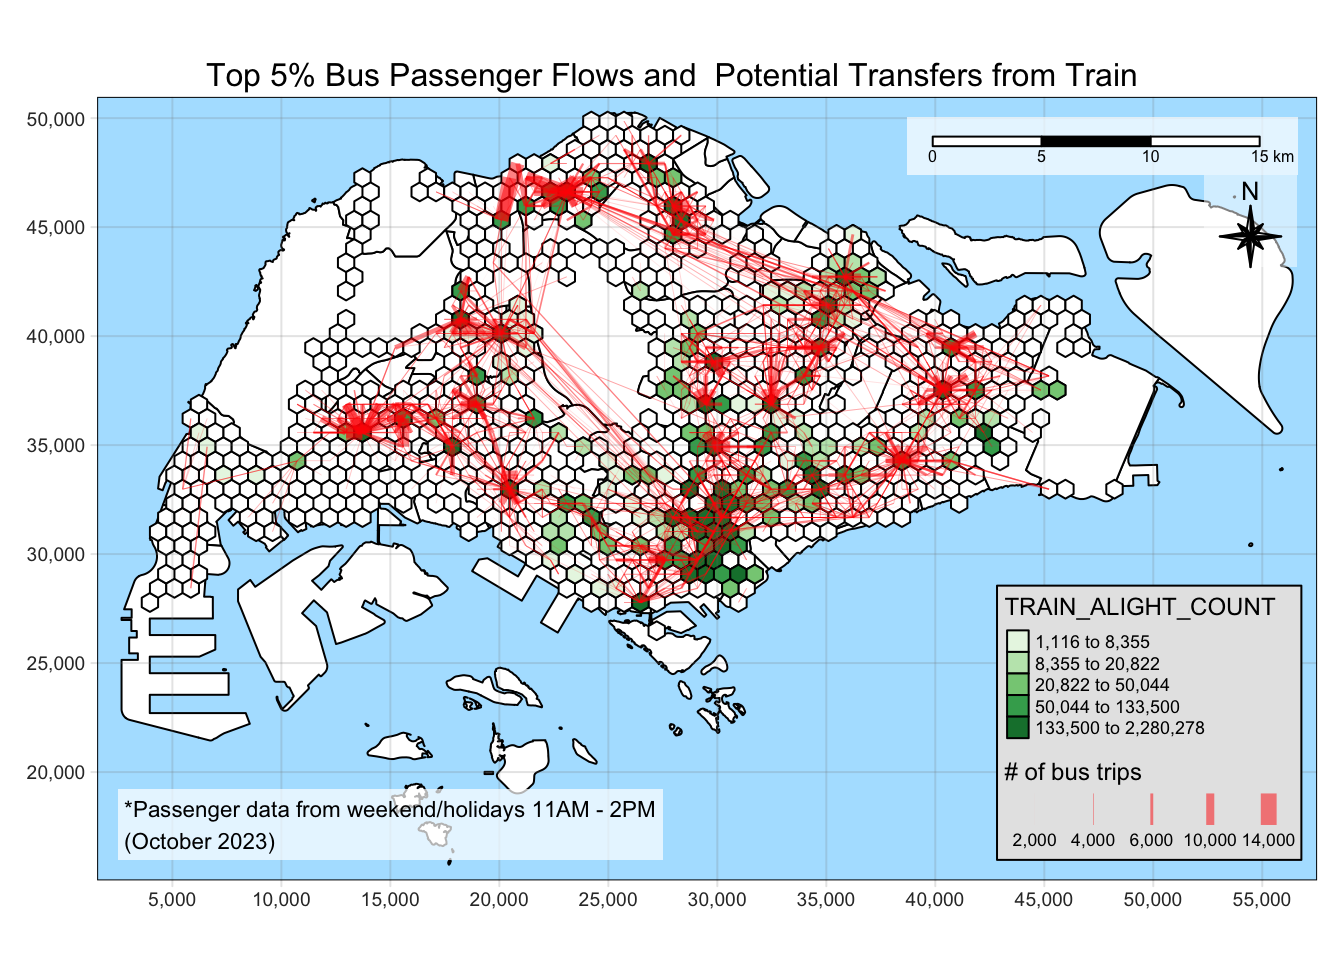 Top 5% Bus Passenger Flows and  Potential Transfers from Train
50,000
45,000
40,000
35,000
30,000
25,000
20,000
0 5 10 15 km
N
TRAIN_ALIGHT_COUNT
1,116 to 8,355
8,355 to 20,822
20,822 to 50,044
50,044 to 133,500
133,500 to 2,280,278
# of bus trips
2,000 4,000 6,000 10,000 14,000
*Passenger data from weekend/holidays 11AM - 2PM
(October 2023)
5,000 10,000 15,000 20,000 25,000 30,000 35,000 40,000 45,000 50,000 55,000